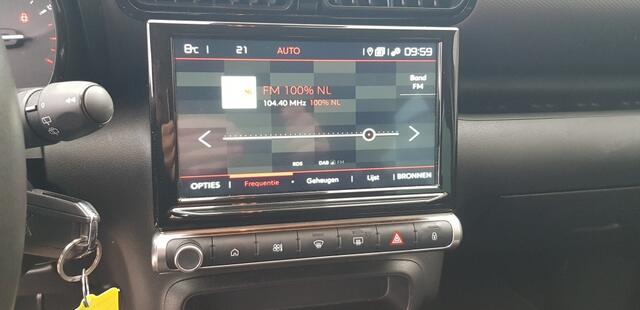 8°c 21 AUTO 09:59
FM 100% NL
104.40 MHz 100% NL
Band
FM
RDS DAB FM
OPTIES Frequentie Geheugen Lijst BRONNEN